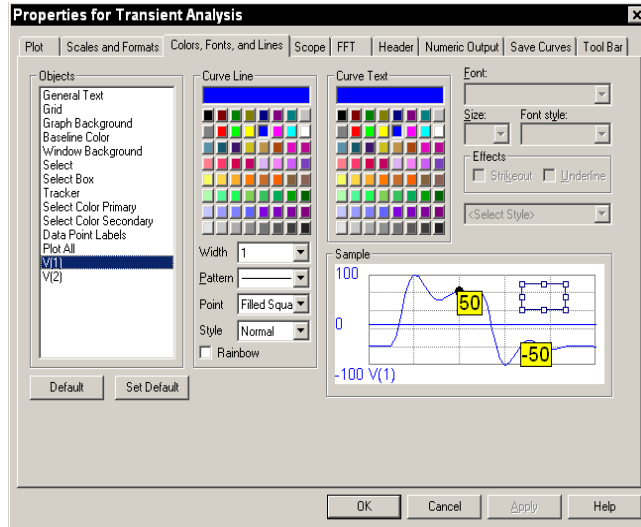 Properties for Transient Analysis
Plot
Scales and Formats
Colors, Fonts, and Lines
Scope
FFT
Header
Numeric Output
Save Curves
Tool Bar
Objects
General Text
Grid
Graph Background
Baseline Color
Window Background
Select
Select Box
Tracker
Select Color Primary
Select Color Secondary
Data Point Labels
Plot All
V(1)
V(2)
Default
Set Default
Curve Line
Width 1
Pattern
Point Filled Squa
Style Normal
Rainbow
Curve Text
Font:
Size:
Font style:
Effects
Strikeout
Underline
<Select Style>
Sample
100
50
0
-50
-100 V(1)
OK
Cancel
Apply
Help